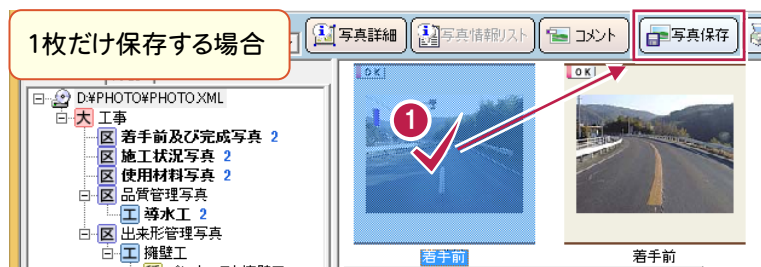 1枚だけ保存する場合
写真詳細
写真情報リスト
コメント
写真保存
D:¥PHOTO¥PHOTO.XML
大 工事
区 着手前及び完成写真 2
区 施工状況写真 2
区 使用材料写真 2
区 品質管理写真
工 導水工 2
区 出来形管理写真
工 擁壁工
OK
OK
1
着手前
着手前